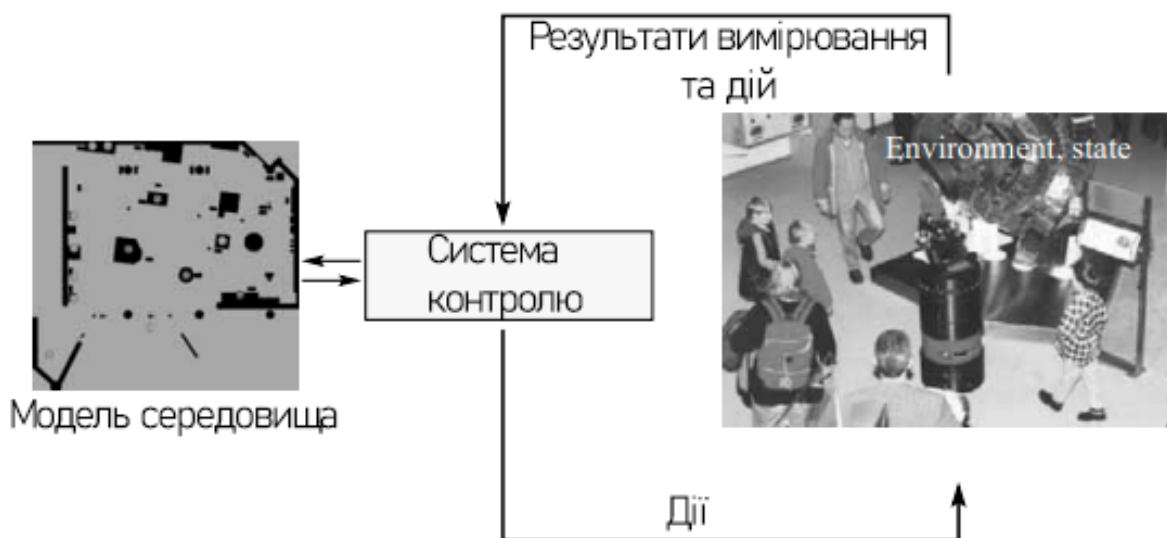 Результати вимірювання
та дій
Environment, state
Система
контролю
Модель середовища
Дії